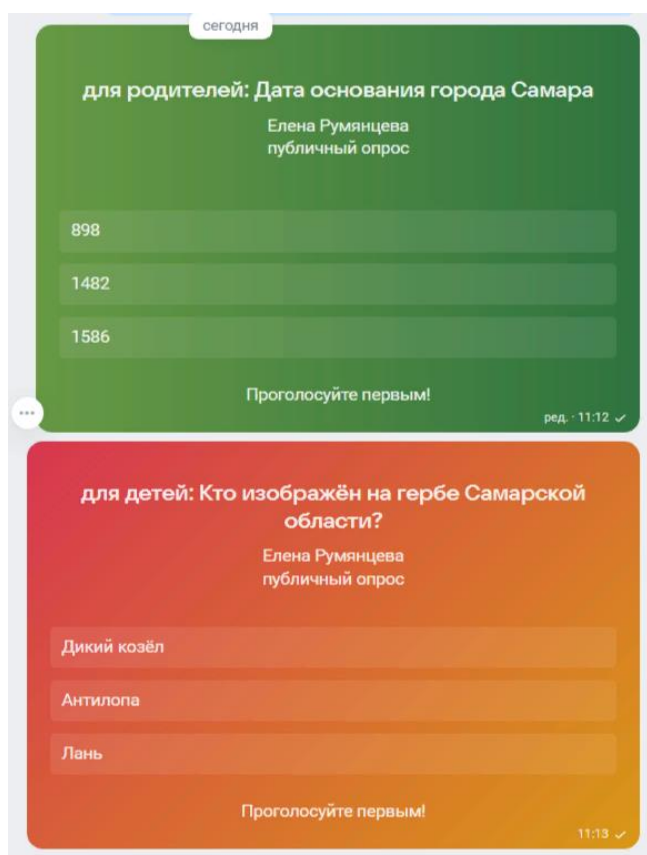 сегодня
для родителей: Дата основания города Самара
Елена Румянцева
публичный опрос
898
1482
1586
Проголосуйте первым!
ред. · 11:12
для детей: Кто изображён на гербе Самарской
области?
Елена Румянцева
публичный опрос
Дикий козёл
Антилопа
Лань
Проголосуйте первым!
11:13